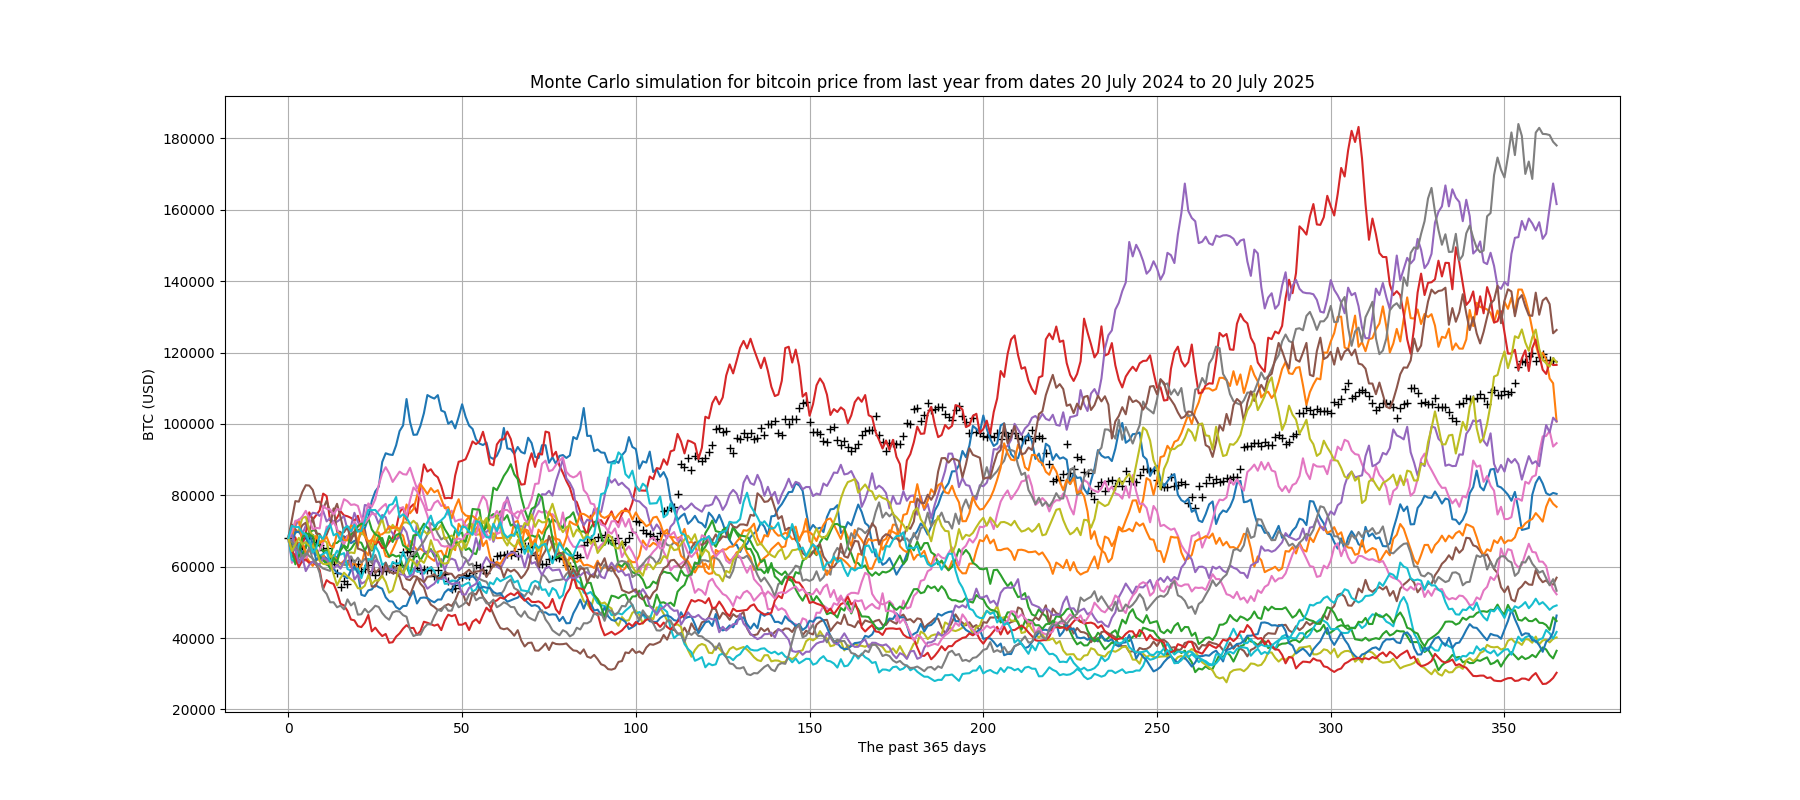 Monte Carlo simulation for bitcoin price from last year from dates 20 July 2024 to 20 July 2025
180000
160000
140000
120000
100000
80000
60000
40000
20000
BTC (USD)
0 50 100 150 200 250 300 350
The past 365 days